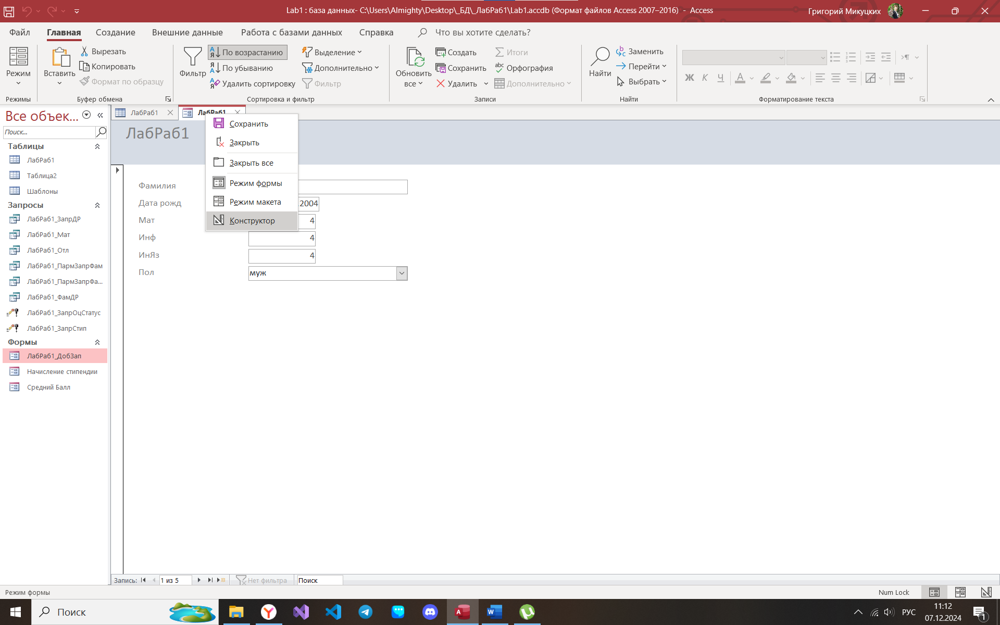 Lab1 : база данных- C:\Users\Almighty\Desktop\_БД\_ЛабРаб1\Lab1.accdb (Формат файлов Access 2007–2016) - Access
Григорий Микуцких
Файл Главная Создание Внешние данные Работа с базами данных Справка Что вы хотите сделать?
Режим
Режимы
Вставить
Вырезать
Копировать
Формат по образцу
Буфер обмена
Фильтр
По возрастанию
По убыванию
Удалить сортировку
Выделение
Дополнительно
Фильтр
Сортировка и фильтр
Обновить все
Создать
Сохранить
Удалить
Итоги
Орфография
Дополнительно
Записи
Найти
Заменить
Перейти
Выбрать
Найти
Ж К Ч
А
Форматирование текста
Все объек...
Поиск...
Таблицы
ЛабРаб1
Таблица2
Шаблоны
Запросы
ЛабРаб1_ЗапрДР
ЛабРаб1_Мат
ЛабРаб1_Отл
ЛабРаб1_ПармЗапрФам
ЛабРаб1_ПармЗапрФа...
ЛабРаб1_ФамДР
ЛабРаб1_ЗапрОцСтатус
ЛабРаб1_ЗапрСтип
Формы
ЛабРаб1_ДобЗап
Начисление стипендии
Средний Балл
ЛабРаб1
ЛабРаб1
ЛабРаб1
Сохранить
Закрыть
Закрыть все
Режим формы
Режим макета
Конструктор
Фамилия
Дата рожд 2004
Мат 4
Инф 4
ИнЯз 4
Пол муж
Запись: 1 из 5 Нет фильтра Поиск
Режим формы
Num Lock
Поиск
РУС
11:12
07.12.2024
1